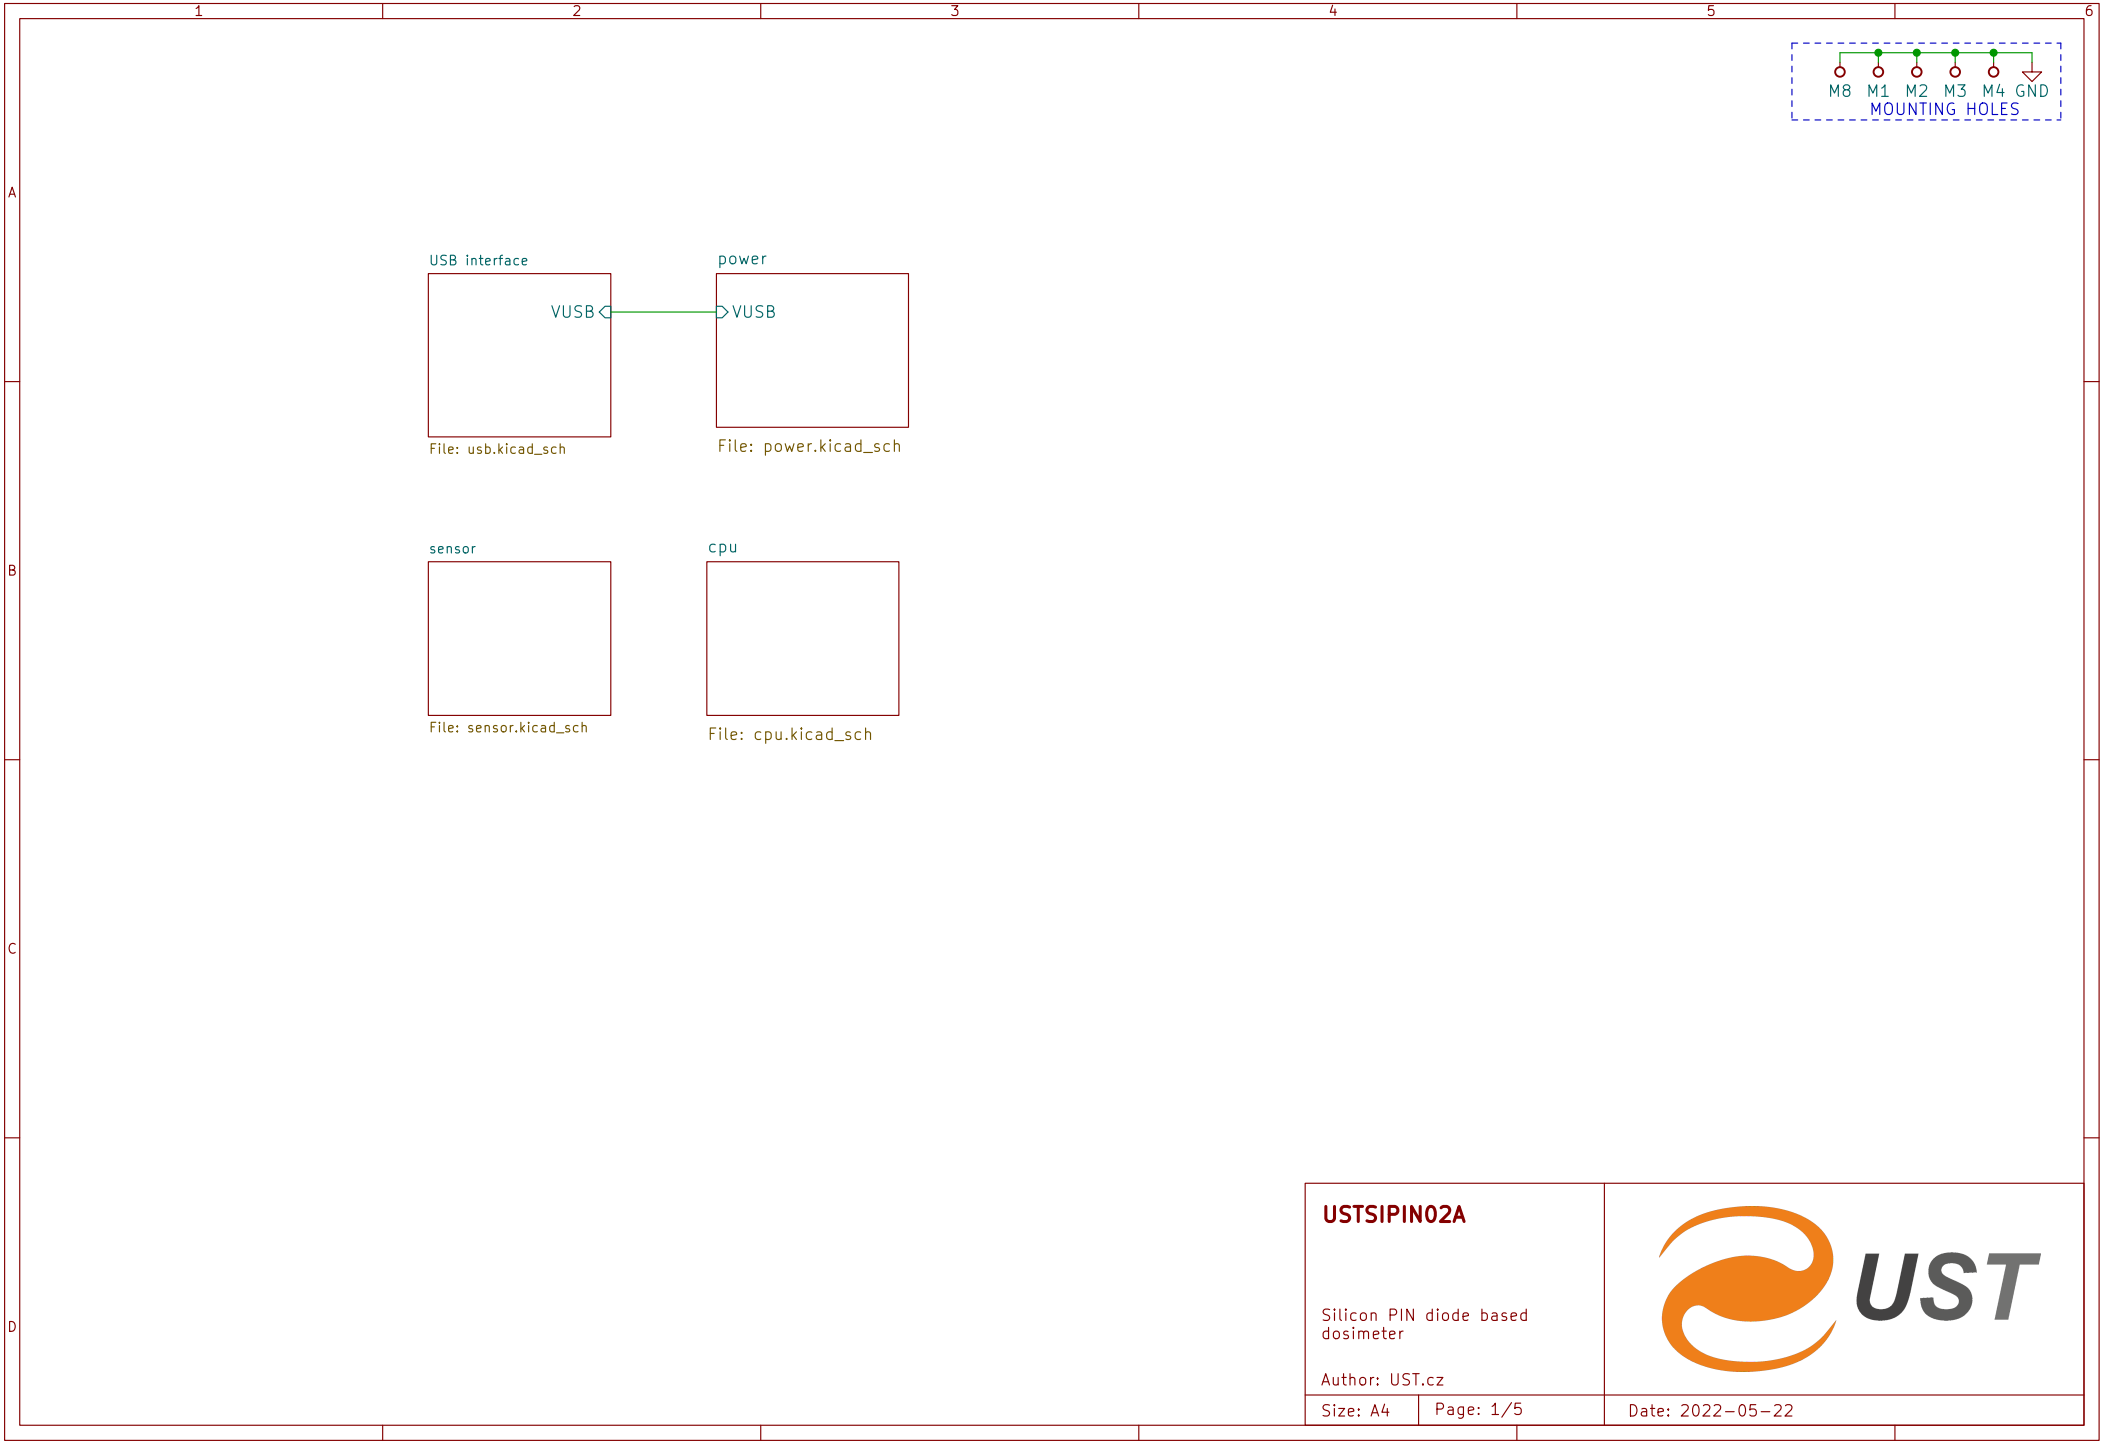 1 2 3 4 5 6
M8 M1 M2 M3 M4 GND
MOUNTING HOLES
A
USB interface power
VUSB VUSB
File: usb.kicad_sch File: power.kicad_sch
sensor cpu
B
File: sensor.kicad_sch File: cpu.kicad_sch
C
USTSIPIN02A
UST
Silicon PIN diode based
dosimeter
D
Author: UST.cz
Size: A4 Page: 1/5 Date: 2022-05-22